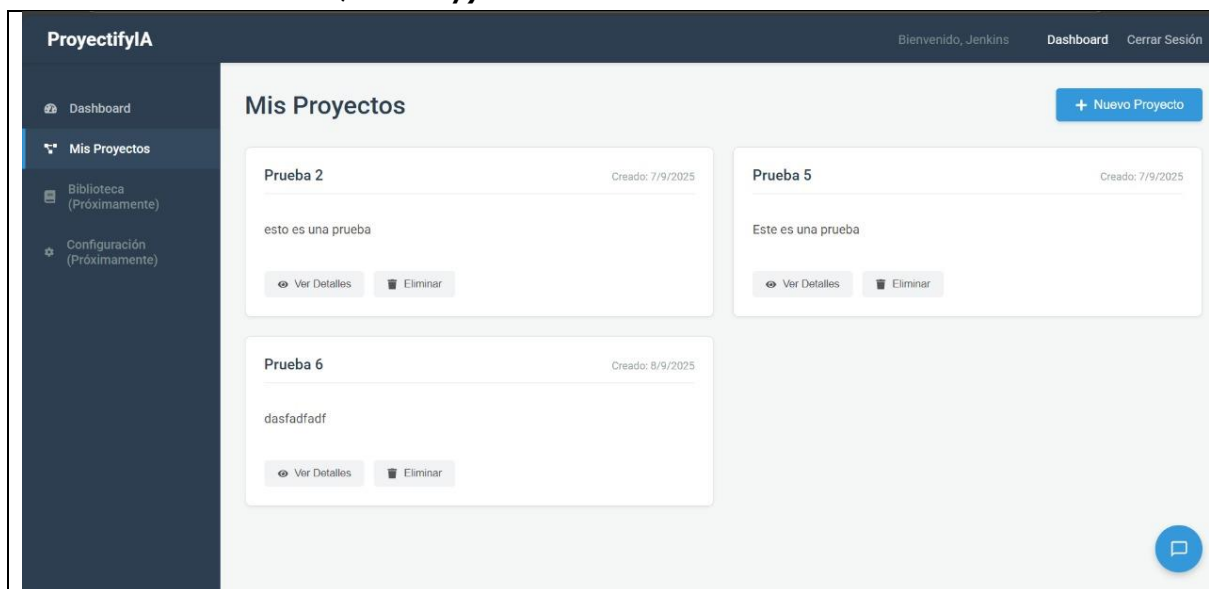 ProyectifyIA
Bienvenido, Jenkins
Dashboard
Cerrar Sesión
Dashboard
Mis Proyectos
Biblioteca
(Próximamente)
Configuración
(Próximamente)
Mis Proyectos
+ Nuevo Proyecto
Prueba 2
Creado: 7/9/2025
esto es una prueba
Ver Detalles
Eliminar
Prueba 5
Creado: 7/9/2025
Este es una prueba
Ver Detalles
Eliminar
Prueba 6
Creado: 8/9/2025
dasfadfadf
Ver Detalles
Eliminar